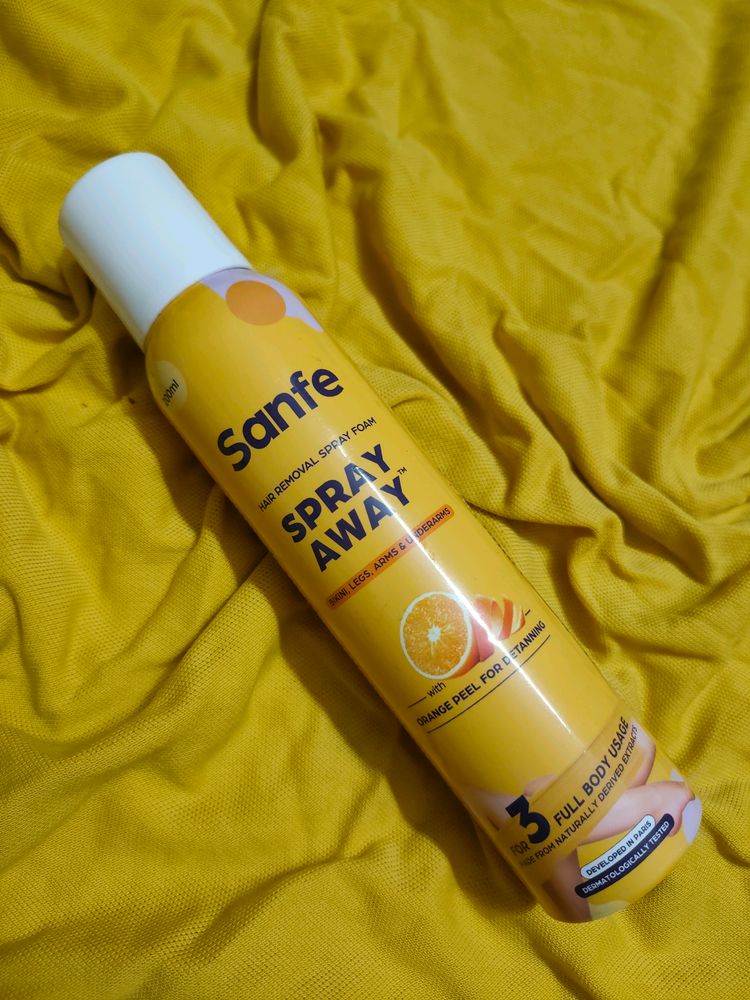 200ml
Sanfe
HAIR REMOVAL SPRAY FOAM
SPRAY
AWAY™
BIKINI, LEGS, ARMS & UNDERARMS
with
ORANGE PEEL FOR DETANNING
FOR 3 FULL BODY USAGE
MADE FROM NATURALLY DERIVED EXTRACTS
DEVELOPED IN PARIS
DERMATOLOGICALLY TESTED